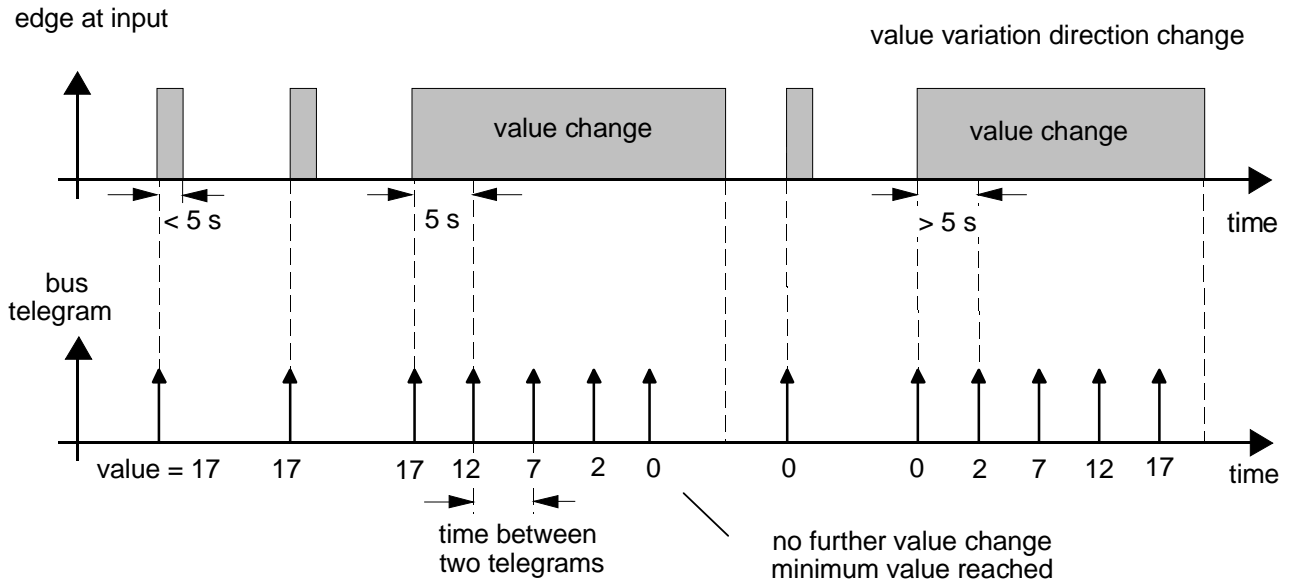 edge at input
value variation direction change
value change
value change
< 5 s
5 s
> 5 s
time
bus
telegram
value = 17
17
17
12
7
2
0
0
0
2
7
12
17
time
time between
two telegrams
no further value change
minimum value reached